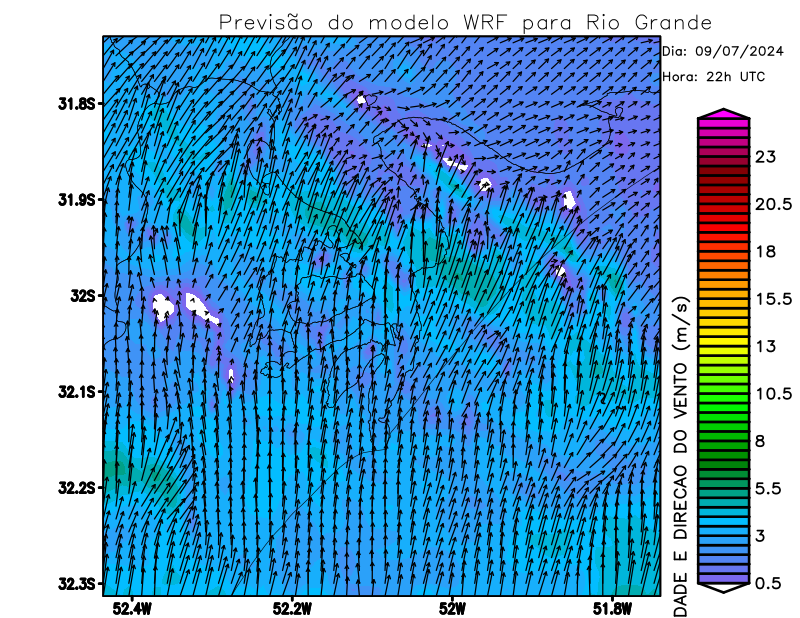 Previsão do modelo WRF para Rio Grande
Dia: 09/07/2024
Hora: 22h UTC
31.8S
31.9S
32S
32.1S
32.2S
32.3S
52.4W
52.2W
52W
51.8W
DADE E DIRECAO DO VENTO (m/s)
23
20.5
18
15.5
13
10.5
8
5.5
3
0.5